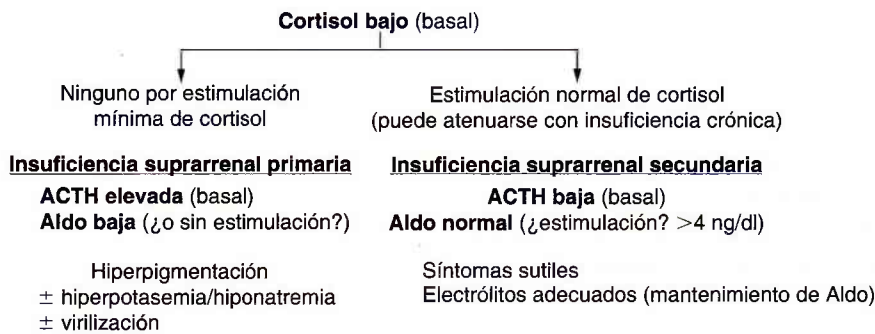 Cortisol bajo (basal)
Ninguno por estimulación
mínima de cortisol
Estimulación normal de cortisol
(puede atenuarse con insuficiencia crónica)
Insuficiencia suprarrenal primaria
ACTH elevada (basal)
Aldo baja (¿o sin estimulación?)
Insuficiencia suprarrenal secundaria
ACTH baja (basal)
Aldo normal (¿estimulación? >4 ng/dl)
Hiperpigmentación
± hiperpotasemia/hiponatremia
± virilización
Síntomas sutiles
Electrólitos adecuados (mantenimiento de Aldo)